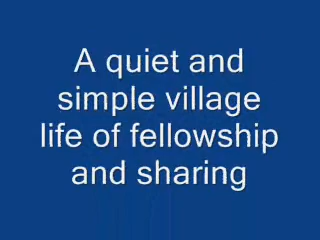 A quiet and
simple village
life of fellowship
and sharing